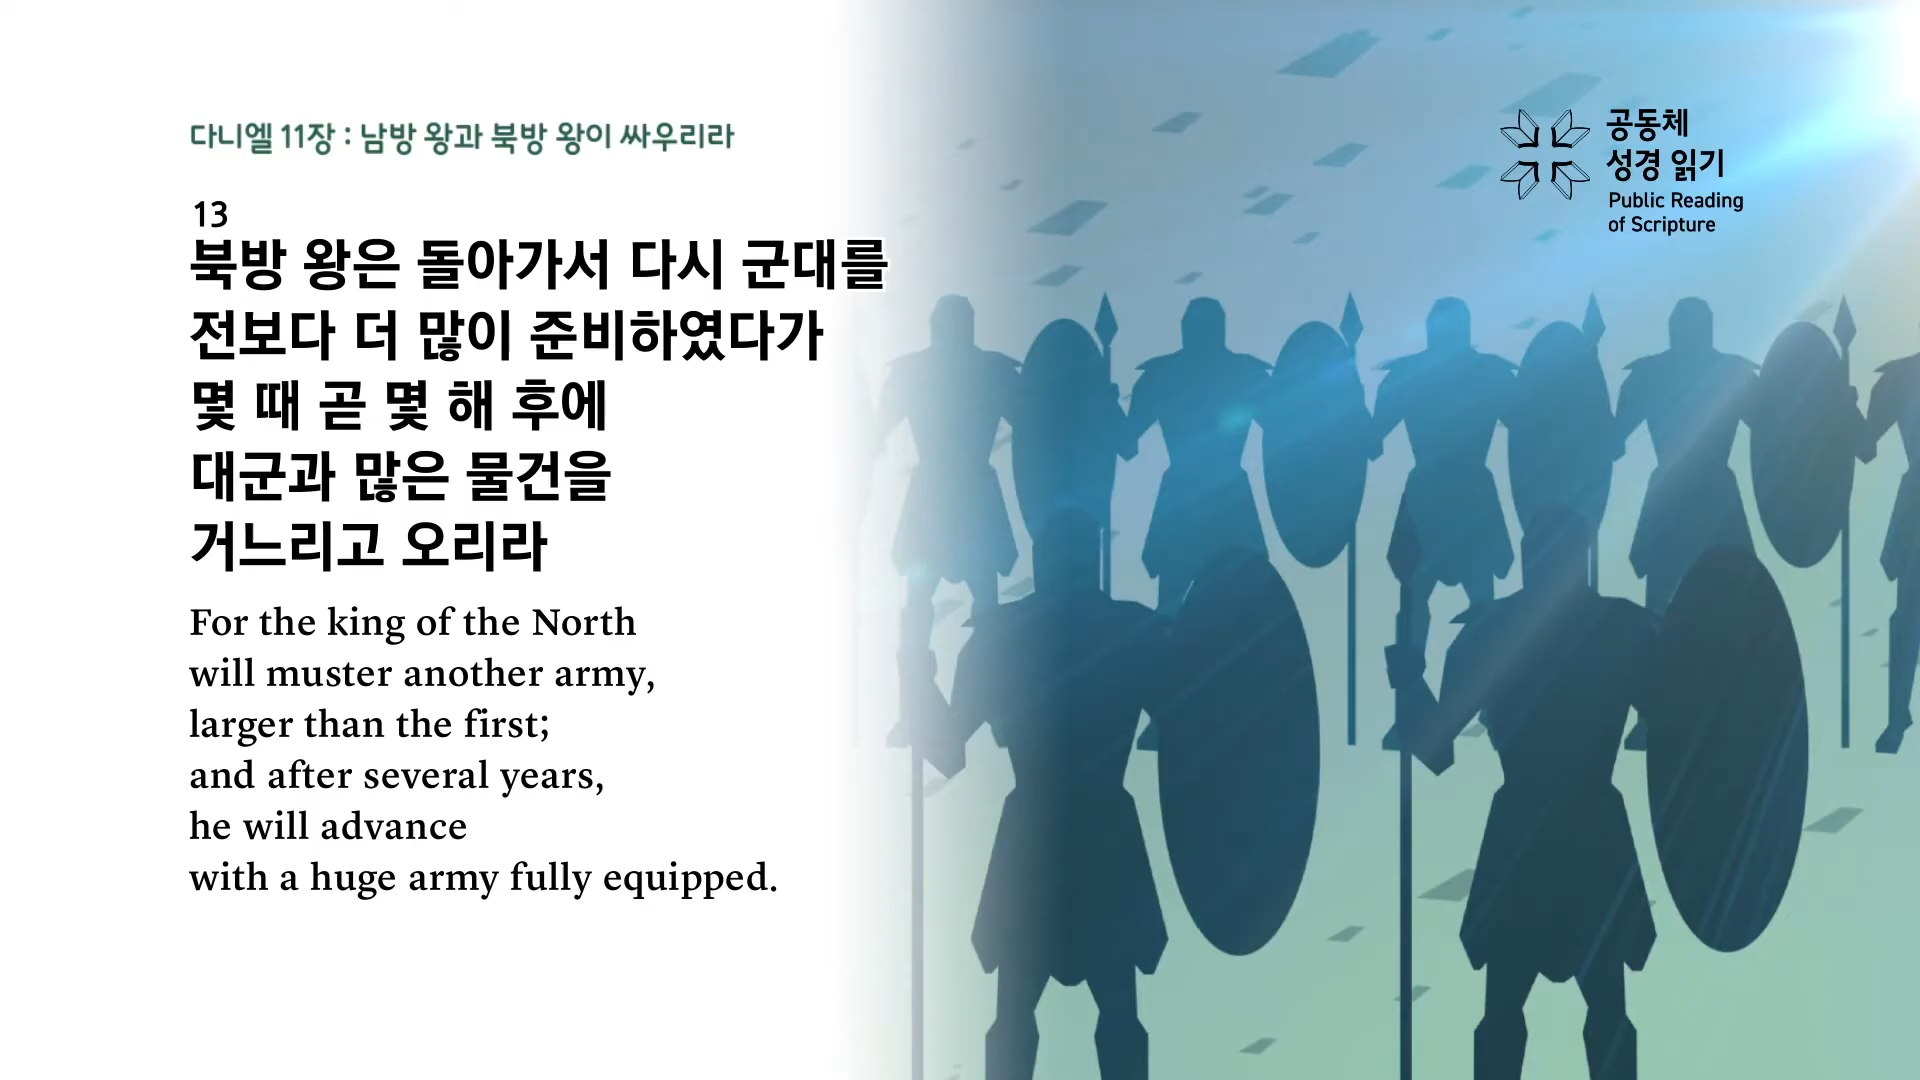 다니엘 11장 : 남방 왕과 북방 왕이 싸우리라
13
북방 왕은 돌아가서 다시 군대를
전보다 더 많이 준비하였다가
몇 때 곧 몇 해 후에
대군과 많은 물건을
거느리고 오리라
For the king of the North
will muster another army,
larger than the first;
and after several years,
he will advance
with a huge army fully equipped.
공동체
성경 읽기
Public Reading
of Scripture